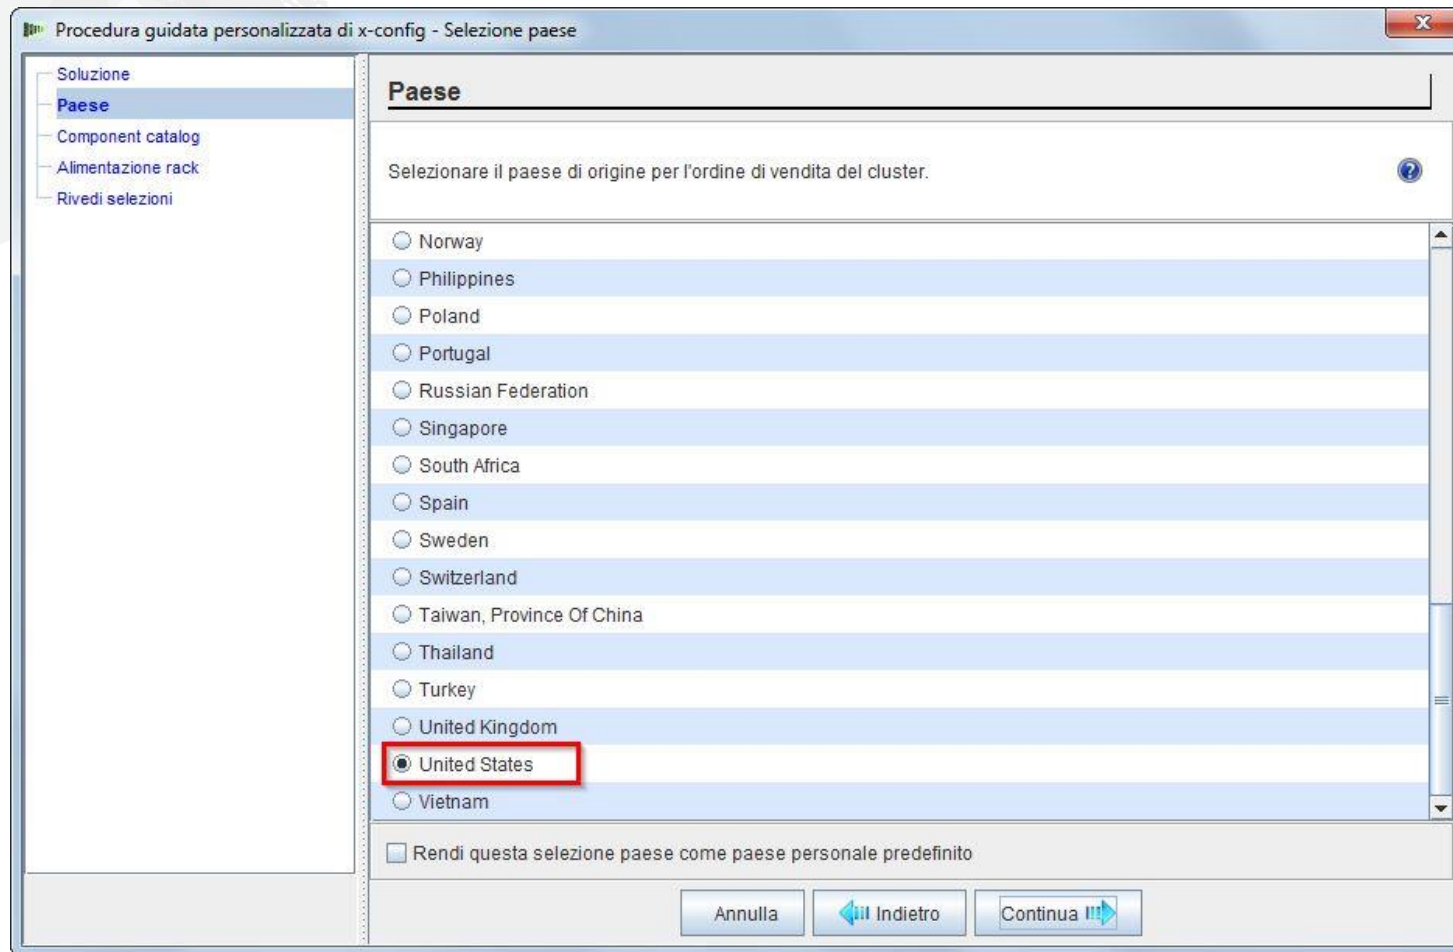 Procedura guidata personalizzata di x-config - Selezione paese
Soluzione
Paese
Component catalog
Alimentazione rack
Rivedi selezioni
Paese
Selezionare il paese di origine per l'ordine di vendita del cluster.
Norway
Philippines
Poland
Portugal
Russian Federation
Singapore
South Africa
Spain
Sweden
Switzerland
Taiwan, Province Of China
Thailand
Turkey
United Kingdom
United States
Vietnam
Rendi questa selezione paese come paese personale predefinito
Annulla
Indietro
Continua